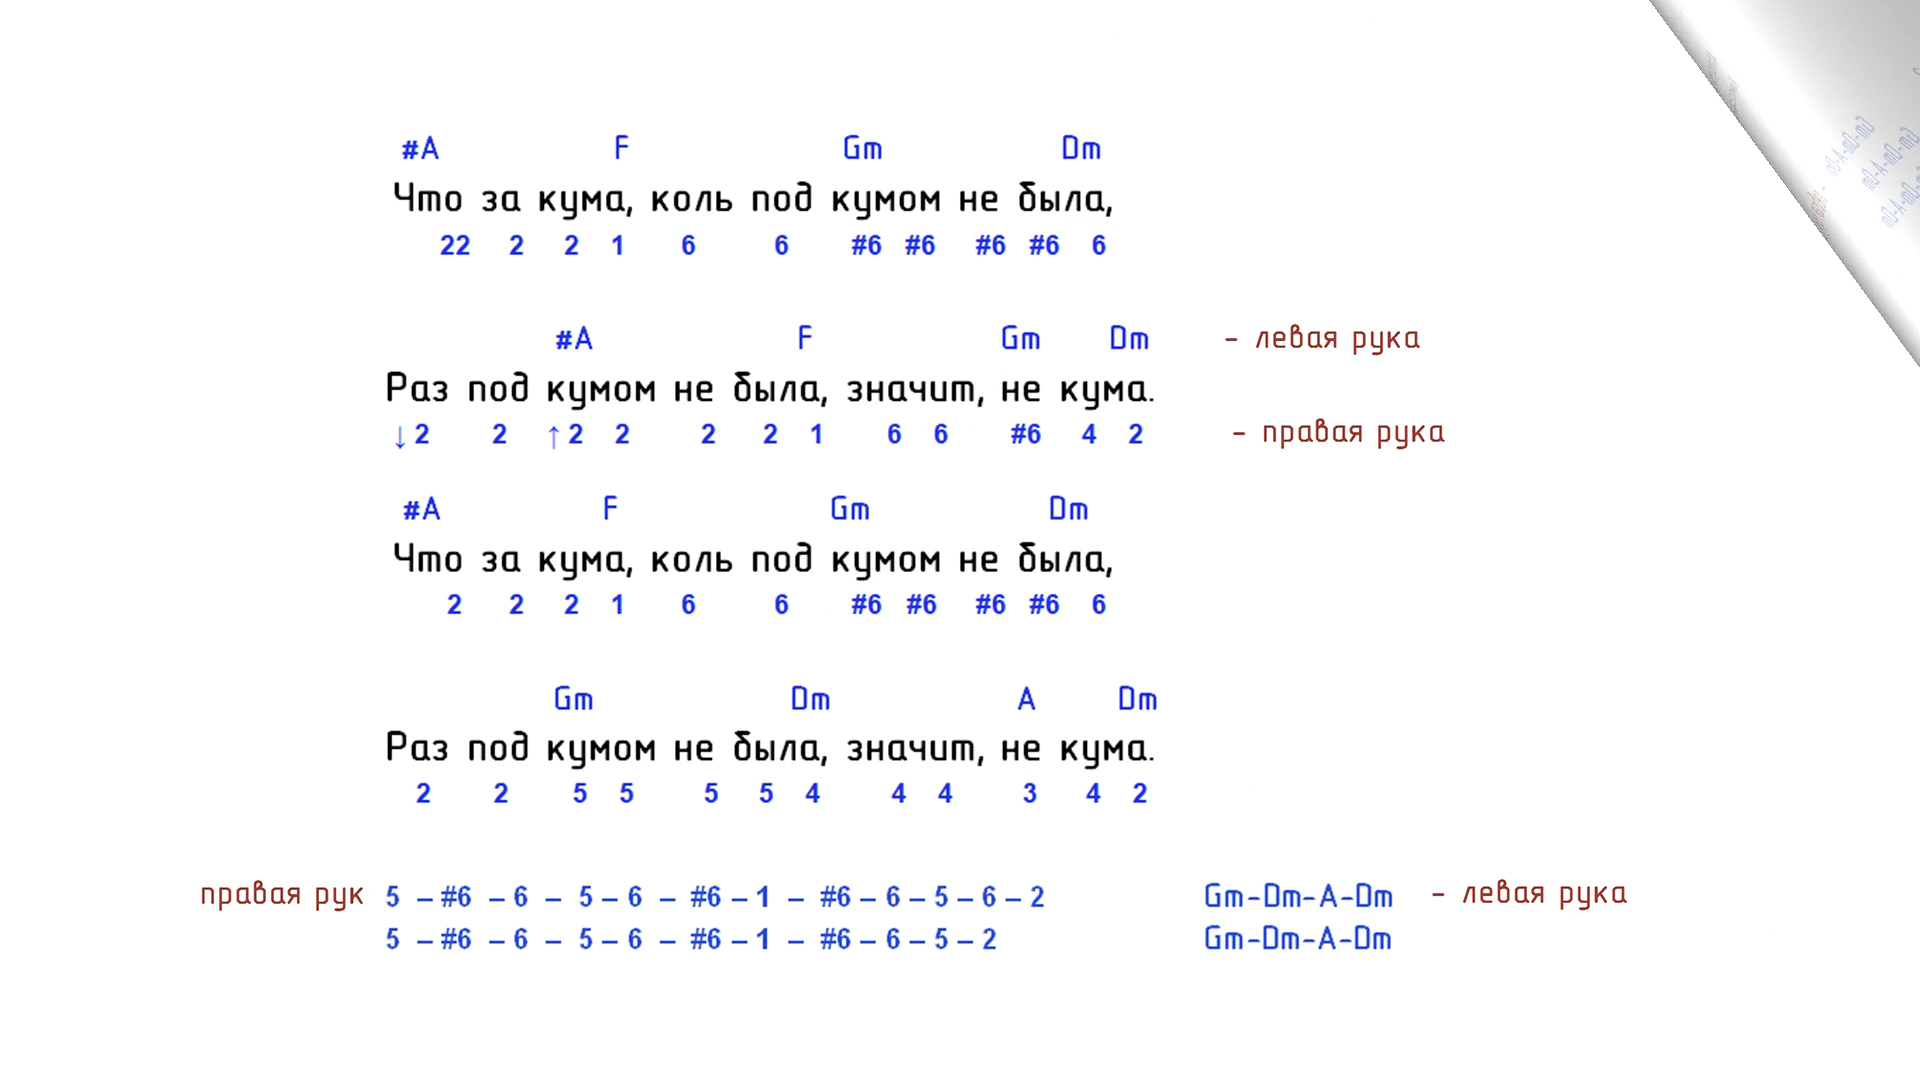 #A F Gm Dm
Что за кума, коль под кумом не была,
22 2 2 1 6 6 #6 #6 #6 #6 6
#A F Gm Dm - левая рука
Раз под кумом не была, значит, не кума.
↓2 2 ↑2 2 2 2 1 6 6 #6 4 2 - правая рука
#A F Gm Dm
Что за кума, коль под кумом не была,
2 2 2 1 6 6 #6 #6 #6 #6 6
Gm Dm A Dm
Раз под кумом не была, значит, не кума.
2 2 5 5 5 5 4 4 4 3 4 2
правая рук 5 – #6 – 6 – 5 – 6 – #6 – 1 – #6 – 6 – 5 – 6 – 2 Gm-Dm-A-Dm - левая рука
5 – #6 – 6 – 5 – 6 – #6 – 1 – #6 – 6 – 5 – 2 Gm-Dm-A-Dm